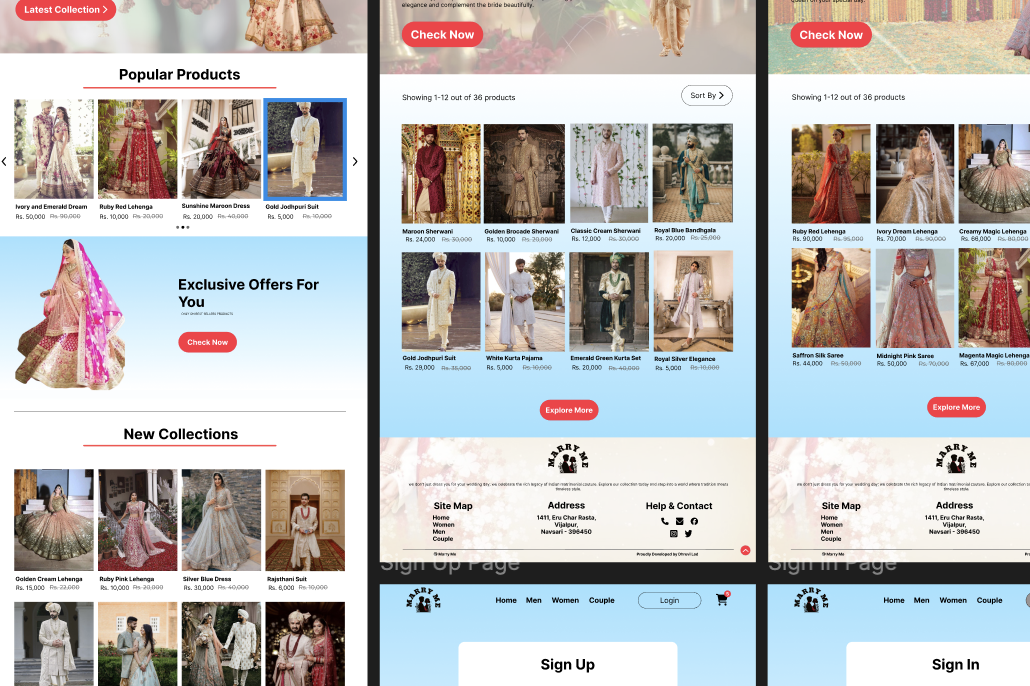 Latest Collection
Popular Products
Ivory and Emerald Dream
Rs. 50,000 Rs. 90,000
Ruby Red Lehenga
Rs. 10,000 Rs. 20,000
Sunshine Maroon Dress
Rs. 20,000 Rs. 40,000
Gold Jodhpuri Suit
Rs. 5,000 Rs. 10,000
Exclusive Offers For
You
ONLY ON BEST SELLERS PRODUCTS
Check Now
New Collections
Golden Cream Lehenga
Rs. 15,000 Rs. 22,000
Ruby Pink Lehenga
Rs. 10,000 Rs. 20,000
Silver Blue Dress
Rs. 30,000 Rs. 40,000
Rajsthani Suit
Rs. 6,000 Rs. 10,000
elegance and complement the bride beautifully.
Check Now
Showing 1-12 out of 36 products
Sort By
Maroon Sherwani
Rs. 24,000 Rs. 30,000
Golden Brocade Sherwani
Rs. 10,000 Rs. 20,000
Classic Cream Sherwani
Rs. 12,000 Rs. 30,000
Royal Blue Bandhgala
Rs. 20,000 Rs. 25,000
Gold Jodhpuri Suit
Rs. 29,000 Rs. 35,000
White Kurta Pajama
Rs. 5,000 Rs. 10,000
Emerald Green Kurta Set
Rs. 20,000 Rs. 40,000
Royal Silver Elegance
Rs. 5,000 Rs. 10,000
Explore More
MARRY ME
We don't just dress you for your wedding day; we celebrate the rich legacy of Indian matrimonial couture. Explore our collection today and step into a world where tradition meets
timeless style.
Site Map
Home
Women
Men
Couple
Address
1411, Eru Char Rasta,
Vijalpur,
Navsari - 396450
Help & Contact
© Marry Me
Proudly Developed by Dhruvi Lad
Sign Up Page
MARRY ME
Home Men Women Couple
Login
Sign Up
queen on your special day.
Check Now
Showing 1-12 out of 36 products
Ruby Red Lehenga
Rs. 90,000 Rs. 95,000
Ivory Dream Lehenga
Rs. 70,000 Rs. 90,000
Creamy Magic Lehenga
Rs. 66,000 Rs. 80,000
Saffron Silk Saree
Rs. 44,000 Rs. 50,000
Midnight Pink Saree
Rs. 50,000 Rs. 70,000
Magenta Magic Lehenga
Rs. 67,000 Rs. 80,000
Explore More
MARRY ME
We don't just dress you for your wedding day; we celebrate the rich legacy of Indian matrimonial couture. Explore our collection
timeless style.
Site Map
Home
Women
Men
Couple
Address
1411, Eru Char Rasta,
Vijalpur,
Navsari - 396450
© Marry Me
Sign In Page
MARRY ME
Home Men Women Couple
Sign In